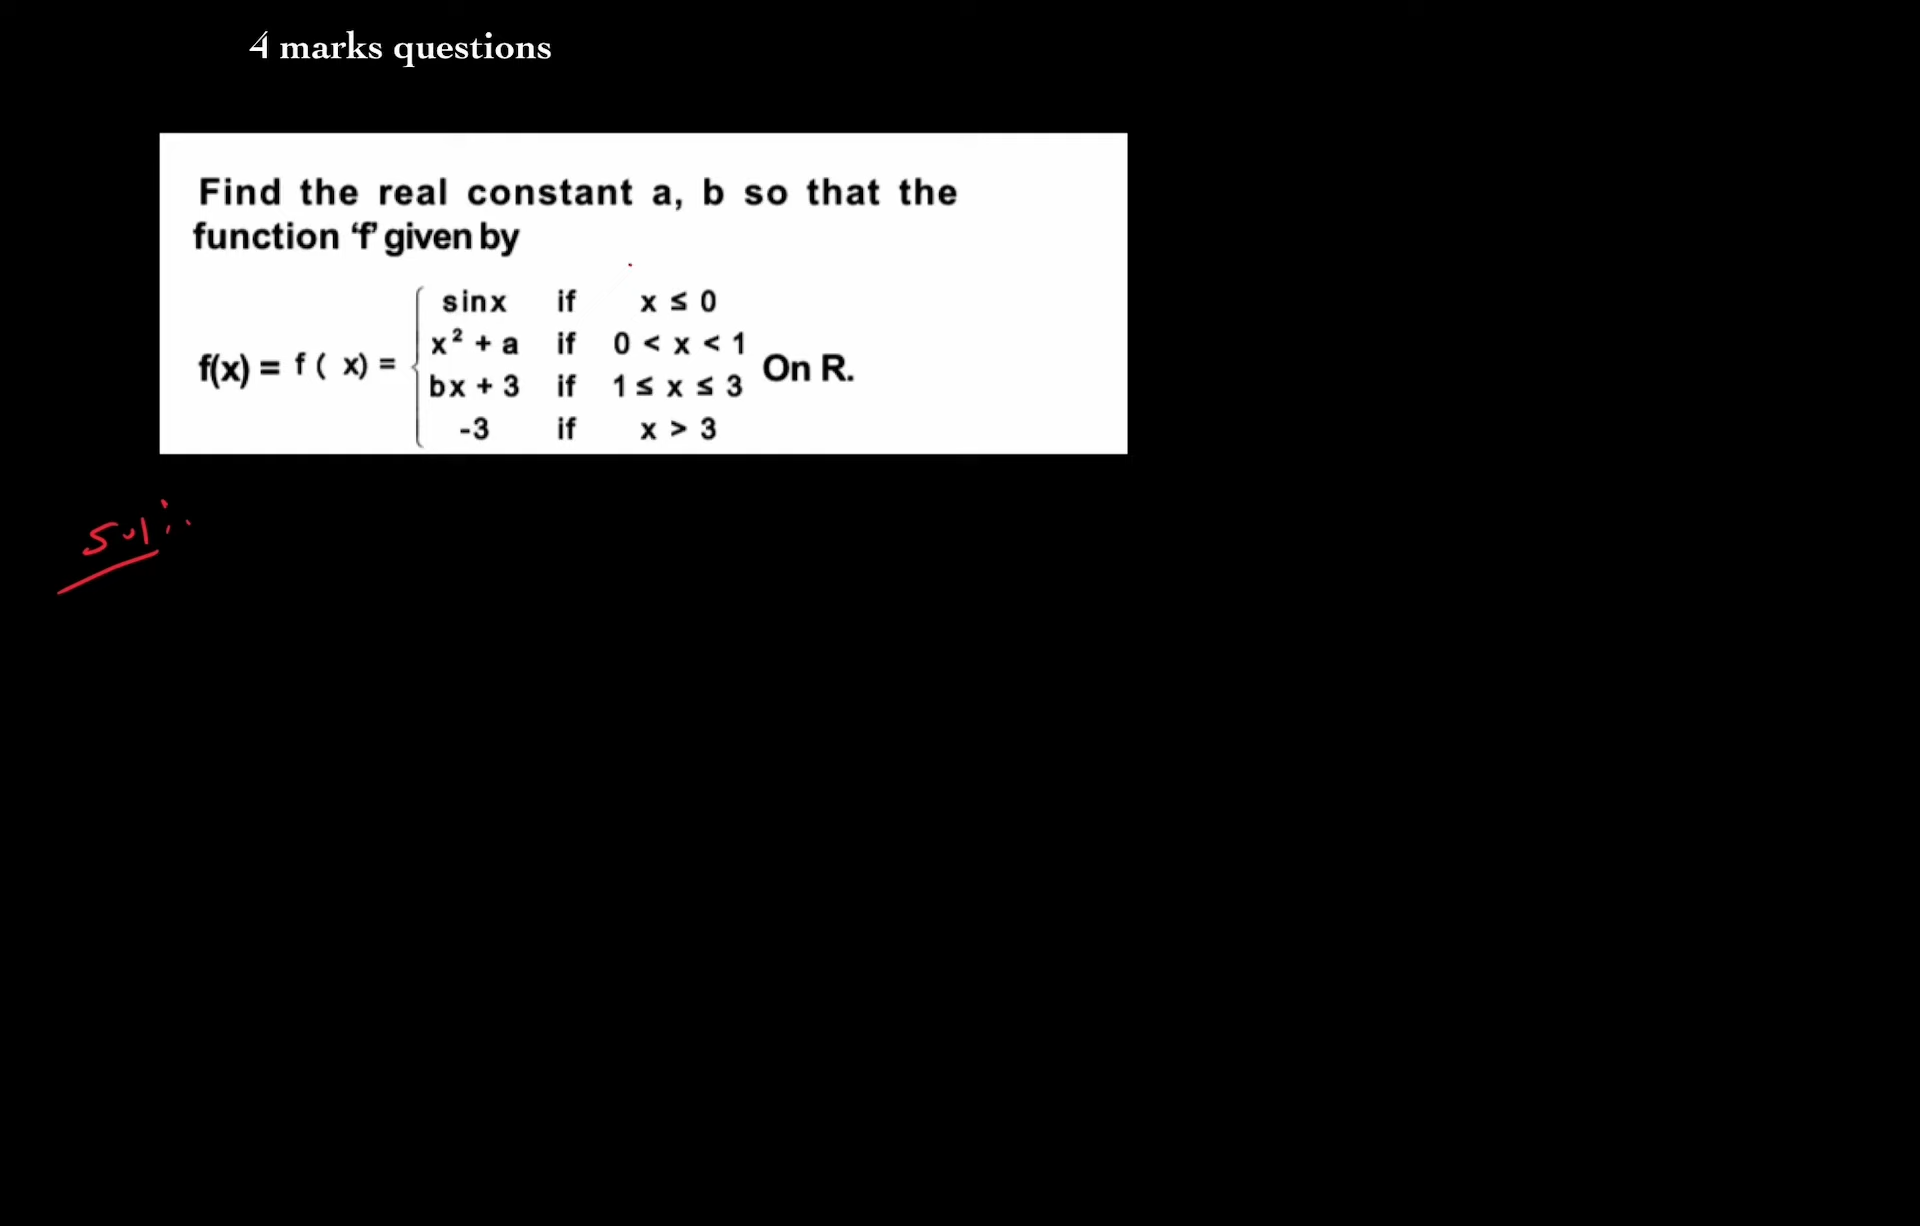 4 marks questions
Find the real constant a, b so that the
function ‘f’ given by
sinx if x ≤ 0
x² + a if 0 < x < 1
f(x) = f ( x) = On R.
bx + 3 if 1 ≤ x ≤ 3
-3 if x > 3
Sol: